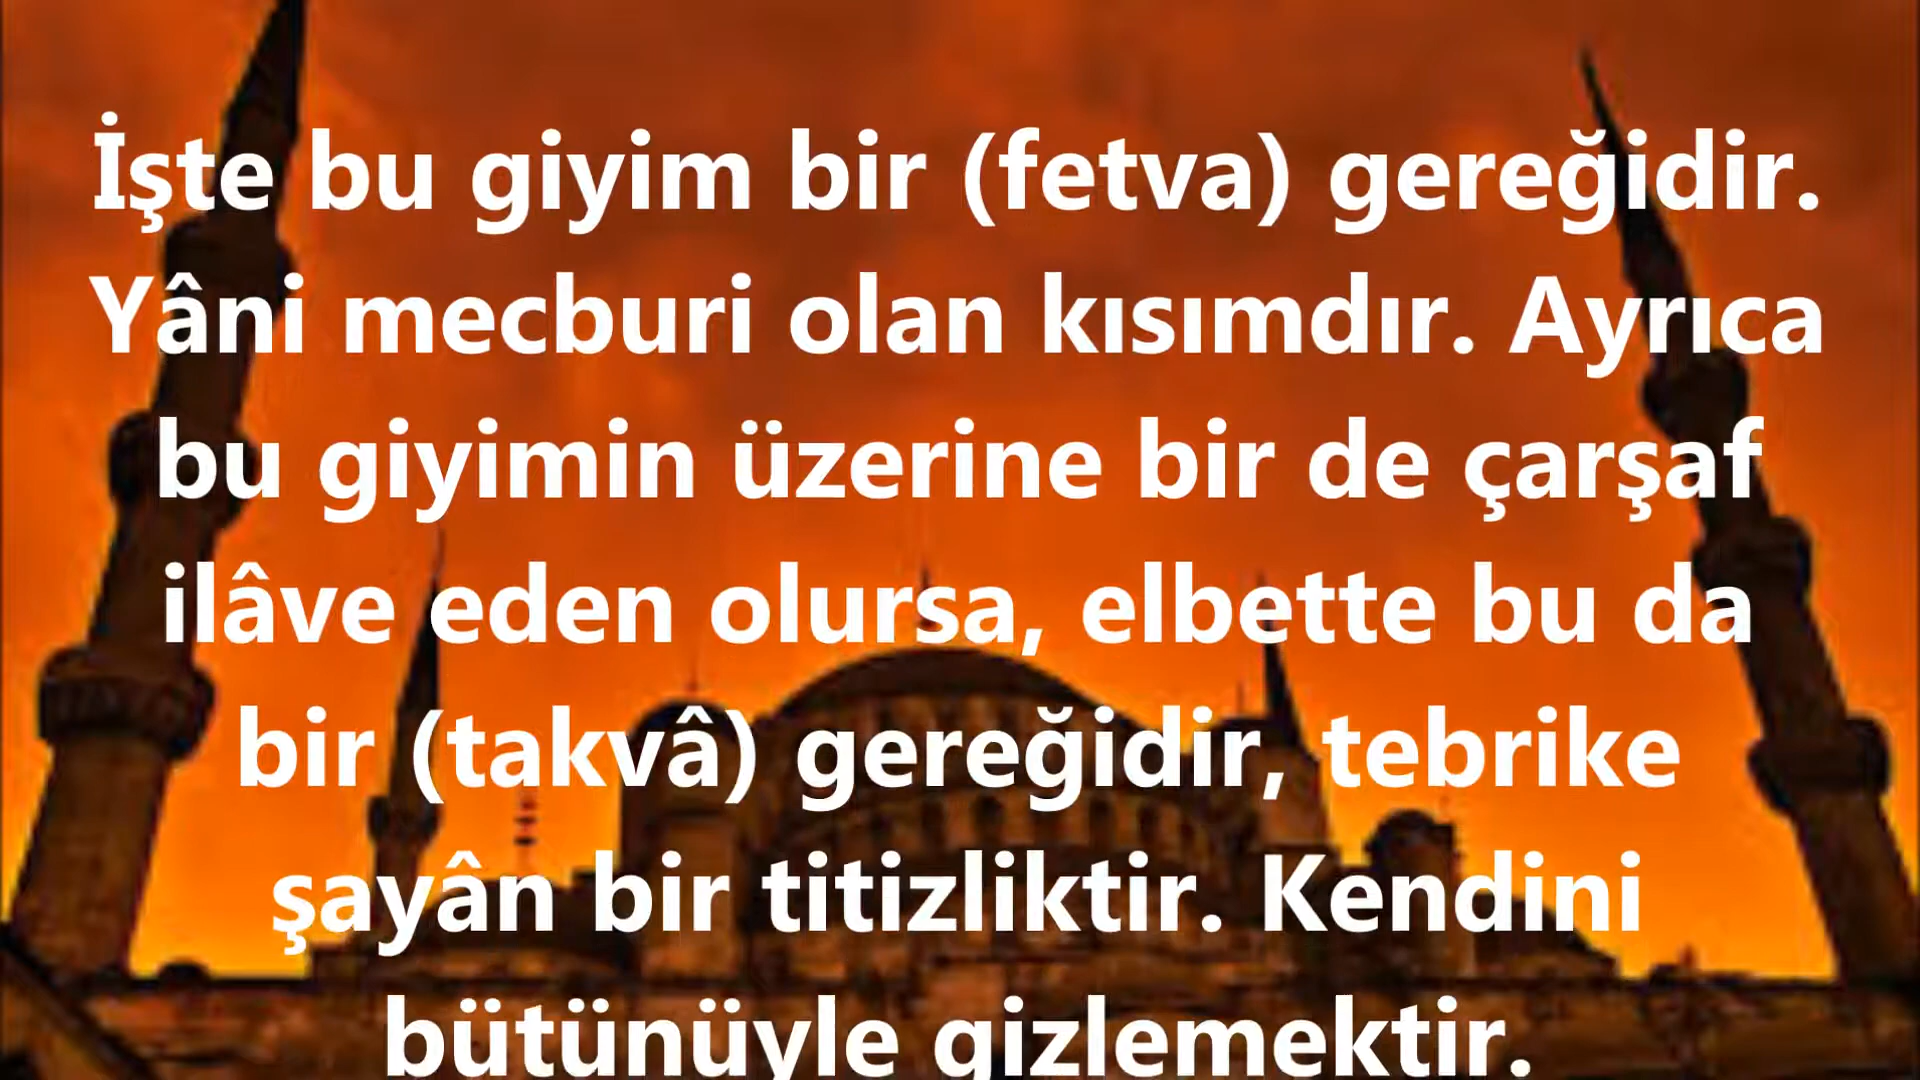 İşte bu giyim bir (fetva) gereğidir.
Yâni mecburi olan kısımdır. Ayrıca
bu giyimin üzerine bir de çarşaf
ilâve eden olursa, elbette bu da
bir (takvâ) gereğidir, tebrike
şayân bir titizliktir. Kendini
bütünüyle gizlemektir.